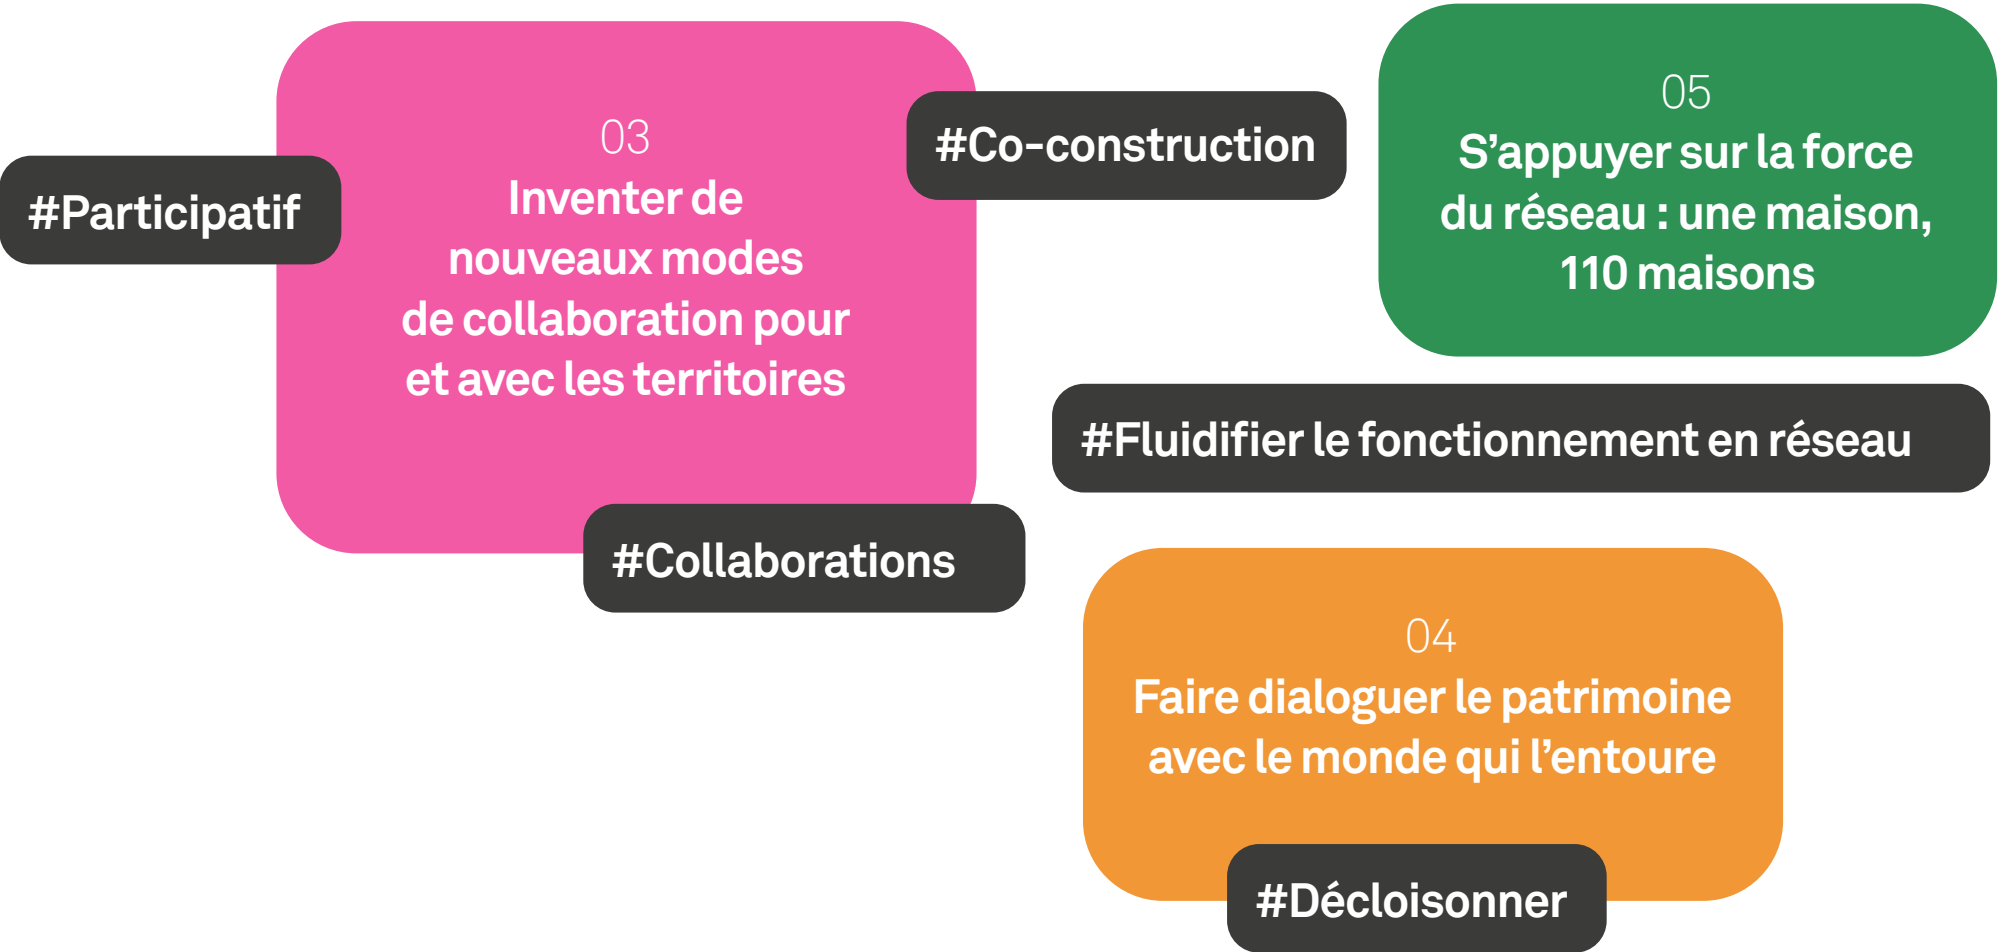 #Participatif
03
Inventer de
nouveaux modes
de collaboration pour
et avec les territoires
#Co-construction
#Collaborations
05
S’appuyer sur la force
du réseau : une maison,
110 maisons
#Fluidifier le fonctionnement en réseau
04
Faire dialoguer le patrimoine
avec le monde qui l’entoure
#Décloisonner